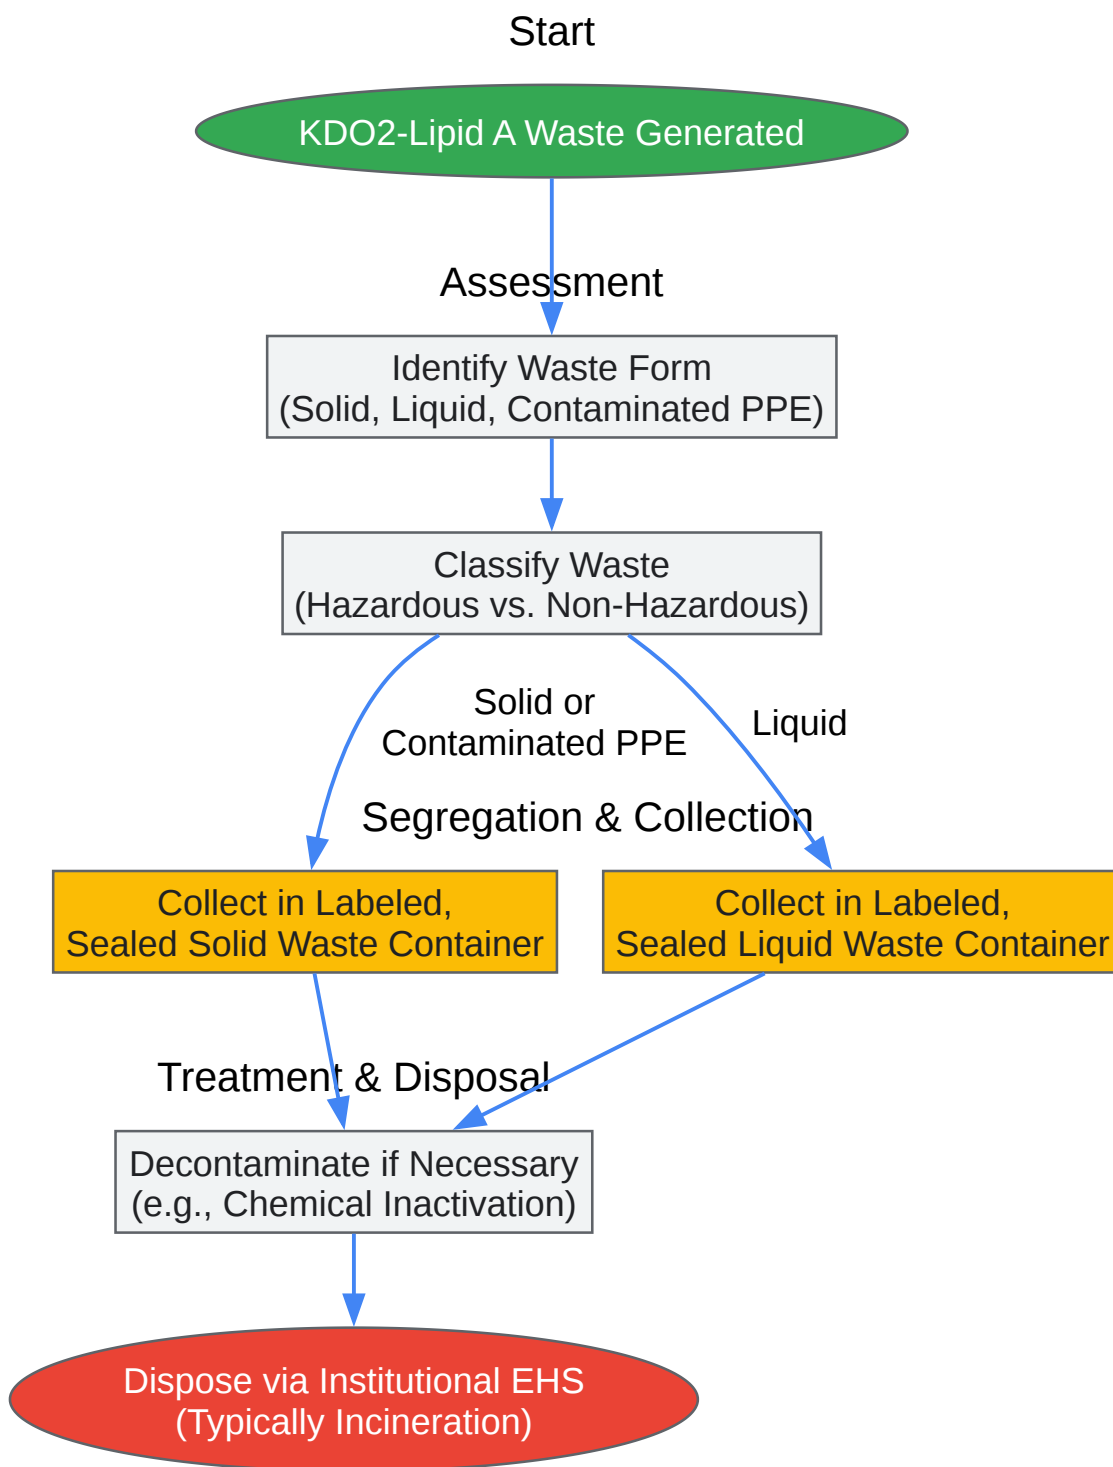 Start
KDO2-Lipid A Waste Generated
Assessment
Identify Waste Form
(Solid, Liquid, Contaminated PPE)
Classify Waste
(Hazardous vs. Non-Hazardous)
Solid or
Contaminated PPE
Liquid
Segregation & Collection
Collect in Labeled,
Sealed Solid Waste Container
Collect in Labeled,
Sealed Liquid Waste Container
Treatment & Disposal
Decontaminate if Necessary
(e.g., Chemical Inactivation)
Dispose via Institutional EHS
(Typically Incineration)